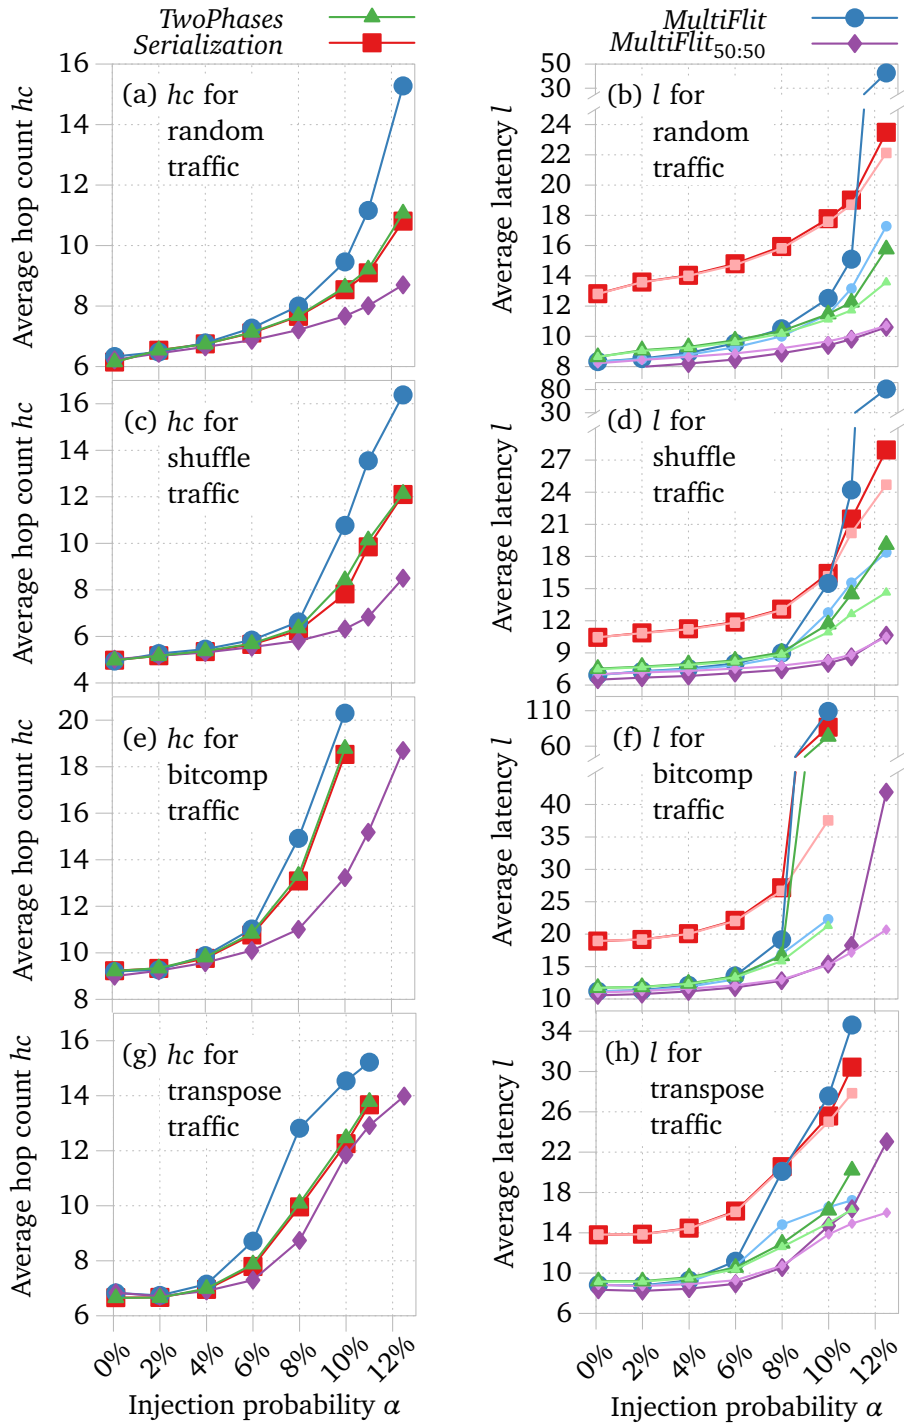 TwoPhases
Serialization
MultiFlit
MultiFlit50:50
Average hop count hc
16
14
12
10
8
6
(a) hc for
random
traffic
Average latency l
50
30
24
22
20
18
16
14
12
10
8
(b) l for
random
traffic
Average hop count hc
16
14
12
10
8
6
4
(c) hc for
shuffle
traffic
Average latency l
80
30
27
24
21
18
15
12
9
6
(d) l for
shuffle
traffic
Average hop count hc
20
18
16
14
12
10
8
(e) hc for
bitcomp
traffic
Average latency l
110
60
40
35
30
25
20
15
10
(f) l for
bitcomp
traffic
Average hop count hc
16
14
12
10
8
6
(g) hc for
transpose
traffic
Average latency l
34
30
26
22
18
14
10
6
(h) l for
transpose
traffic
0% 2% 4% 6% 8% 10% 12%
Injection probability α
0% 2% 4% 6% 8% 10% 12%
Injection probability α